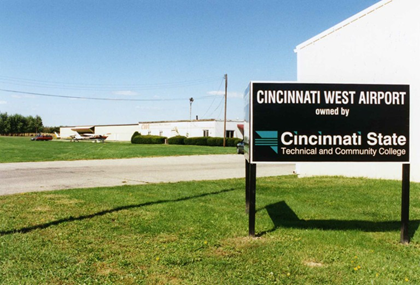 CINCINNATI WEST AIRPORT
owned by
Cincinnati State
Technical and Community College